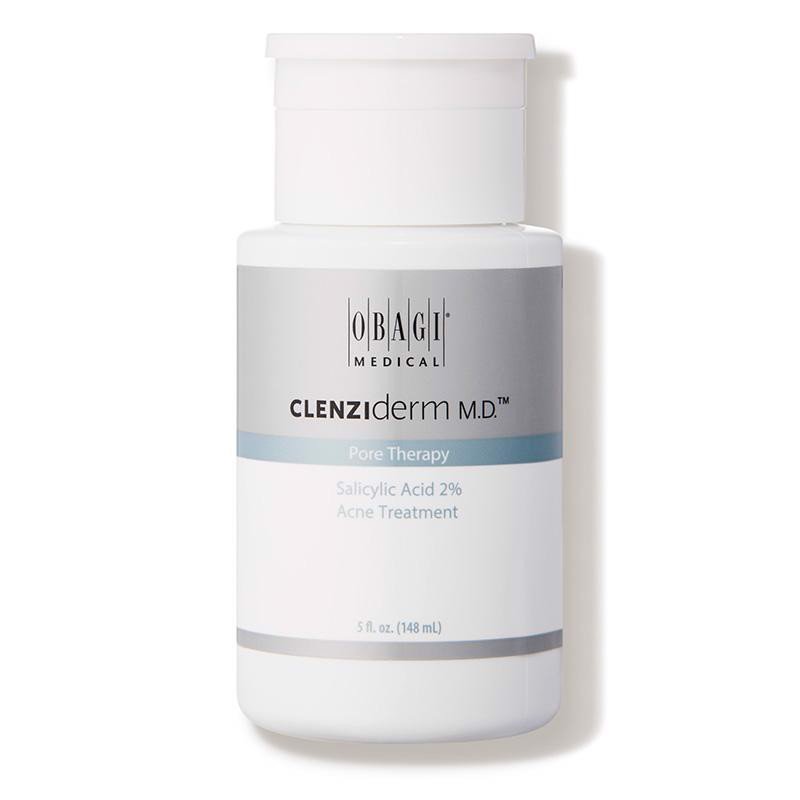 OBAGI®
MEDICAL
CLENZIderm M.D.™
Pore Therapy
Salicylic Acid 2%
Acne Treatment
5 fl. oz. (148 mL)